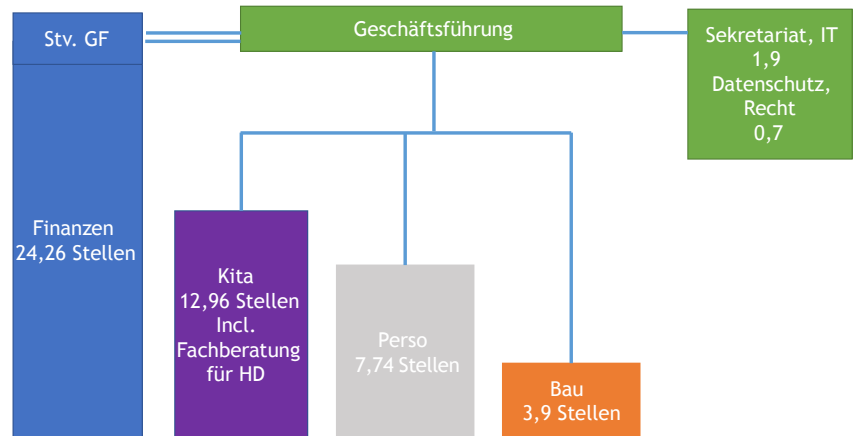 Stv. GF
Geschäftsführung
Sekretariat, IT
1,9
Datenschutz,
Recht
0,7
Finanzen
24,26 Stellen
Kita
12,96 Stellen
Incl.
Fachberatung
für HD
Perso
7,74 Stellen
Bau
3,9 Stellen